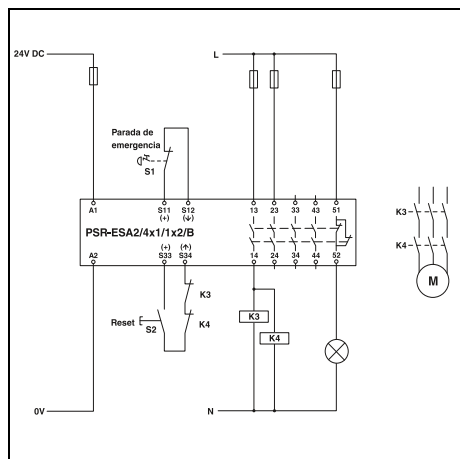 24V DC
L
Parada de
emergencia
S1
A1 S11 S12 13 23 33 43 51
(+) (↓)
PSR-ESA2/4x1/1x2/B
(+) (↑)
A2 S33 S34 14 24 34 44 52
K3
K4
M
K3
K4
Reset
S2
K3
K4
0V
N